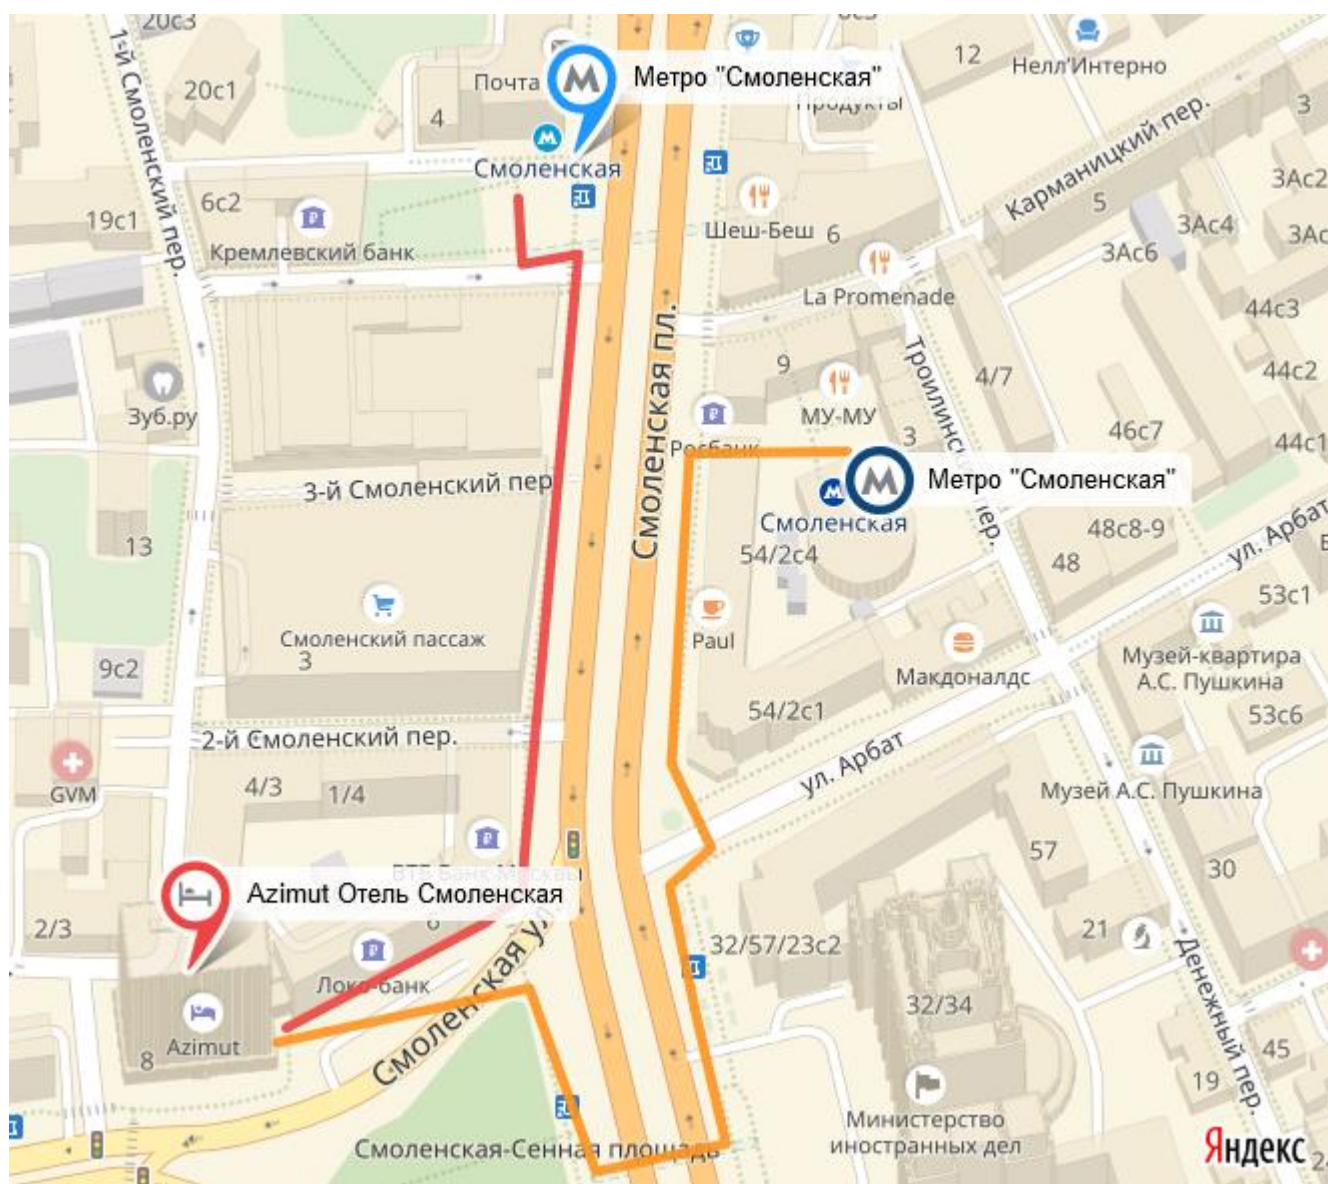 20с3
12
Нелл'Интерно
1-й Смоленский пер.
20с1
Почта
Метро "Смоленская"
Продукты
3
4
Карманицкий пер.
Смоленская
3Ас2
6с2
19с1
5
3Ас4
Кремлевский банк
Шеш-Беш
6
3Ас6
La Promenade
44с3
Смоленская пл.
9
4/7
44с2
Зуб.ру
МУ-МУ
46с7
Росбанк
3
44с1
3-й Смоленский пер
Метро "Смоленская"
Смоленская
48с8-9
ул. Арбат
13
54/2с4
48
53с1
Смоленский пассаж
3
Paul
Музей-квартира
А.С. Пушкина
9с2
Макдоналдс
54/2с1
53с6
2-й Смоленский пер.
ул. Арбат
GVM
4/3
1/4
Музей А.С. Пушкина
57
ВТБ Банк Москвы
30
Azimut Отель Смоленская
2/3
21
32/57/23с2
Локо-банк
Смоленская ул.
32/34
Денежный пер.
Azimut
8
45
19
Министерство
иностранных дел
Смоленская-Сенная площадь
Яндекс